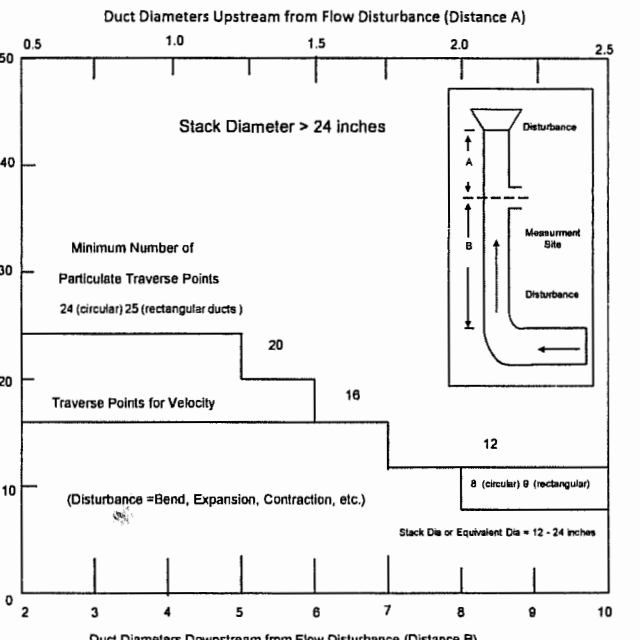 Duct Diameters Upstream from Flow Disturbance (Distance A)
0.5 1.0 1.5 2.0 2.5
50
Stack Diameter > 24 inches
Disturbance
40
A
B
Measurment
Site
Minimum Number of
30
Particulate Traverse Points
Disturbance
24 (circular) 25 (rectangular ducts )
20
20
16
Traverse Points for Velocity
12
8 (circular) 9 (rectangular)
10
(Disturbance =Bend, Expansion, Contraction, etc.)
Stack Dia or Equivalent Dia = 12 - 24 inches
0
2 3 4 5 6 7 8 9 10
Duct Diameters Downstream from Flow Disturbance (Distance B)